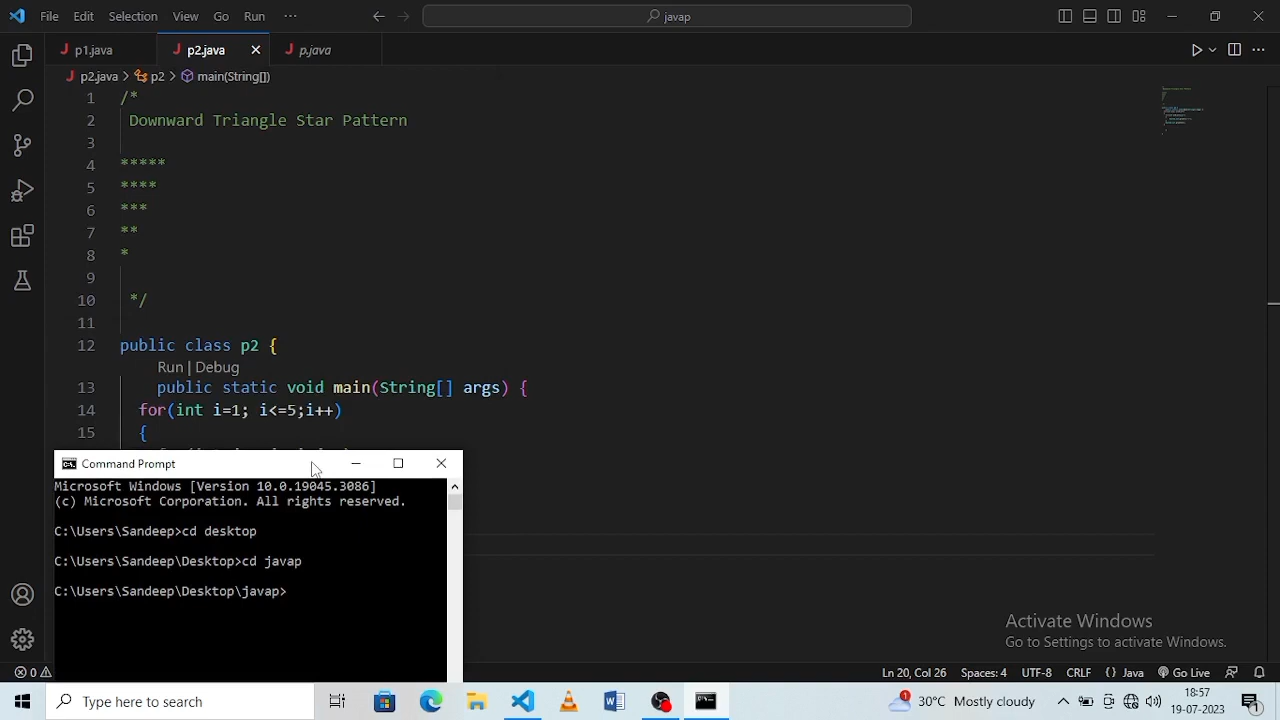 File Edit Selection View Go Run ··· javap
p1.java p2.java p.java
p2.java > p2 > main(String[])
1 /*
2 Downward Triangle Star Pattern
3
4 *****
5 ****
6 ***
7 **
8 *
9
10 */
11
12 public class p2 {
Run | Debug
13 public static void main(String[] args) {
14 for(int i=1; i<=5;i++)
15 {
Command Prompt
Microsoft Windows [Version 10.0.19045.3086]
(c) Microsoft Corporation. All rights reserved.
C:\Users\Sandeep>cd desktop
C:\Users\Sandeep\Desktop>cd javap
C:\Users\Sandeep\Desktop\javap>
Activate Windows
Go to Settings to activate Windows.
0 Ln 20, Col 26 Spaces: 4 UTF-8 CRLF {} Java Go Live
Type here to search 1 30°C Mostly cloudy 18:57
19-07-2023 1